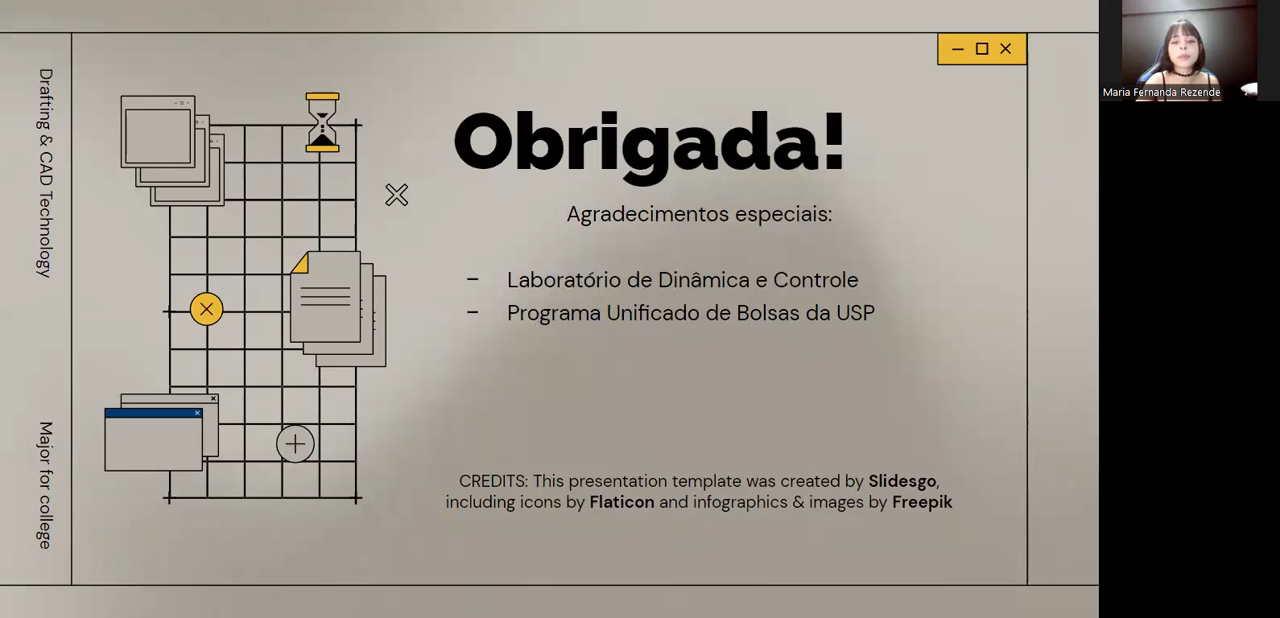 Drafting & CAD Technology
Major for college
Obrigada!
Agradecimentos especiais:
– Laboratório de Dinâmica e Controle
– Programa Unificado de Bolsas da USP
CREDITS: This presentation template was created by Slidesgo,
including icons by Flaticon and infographics & images by Freepik
Maria Fernanda Rezende